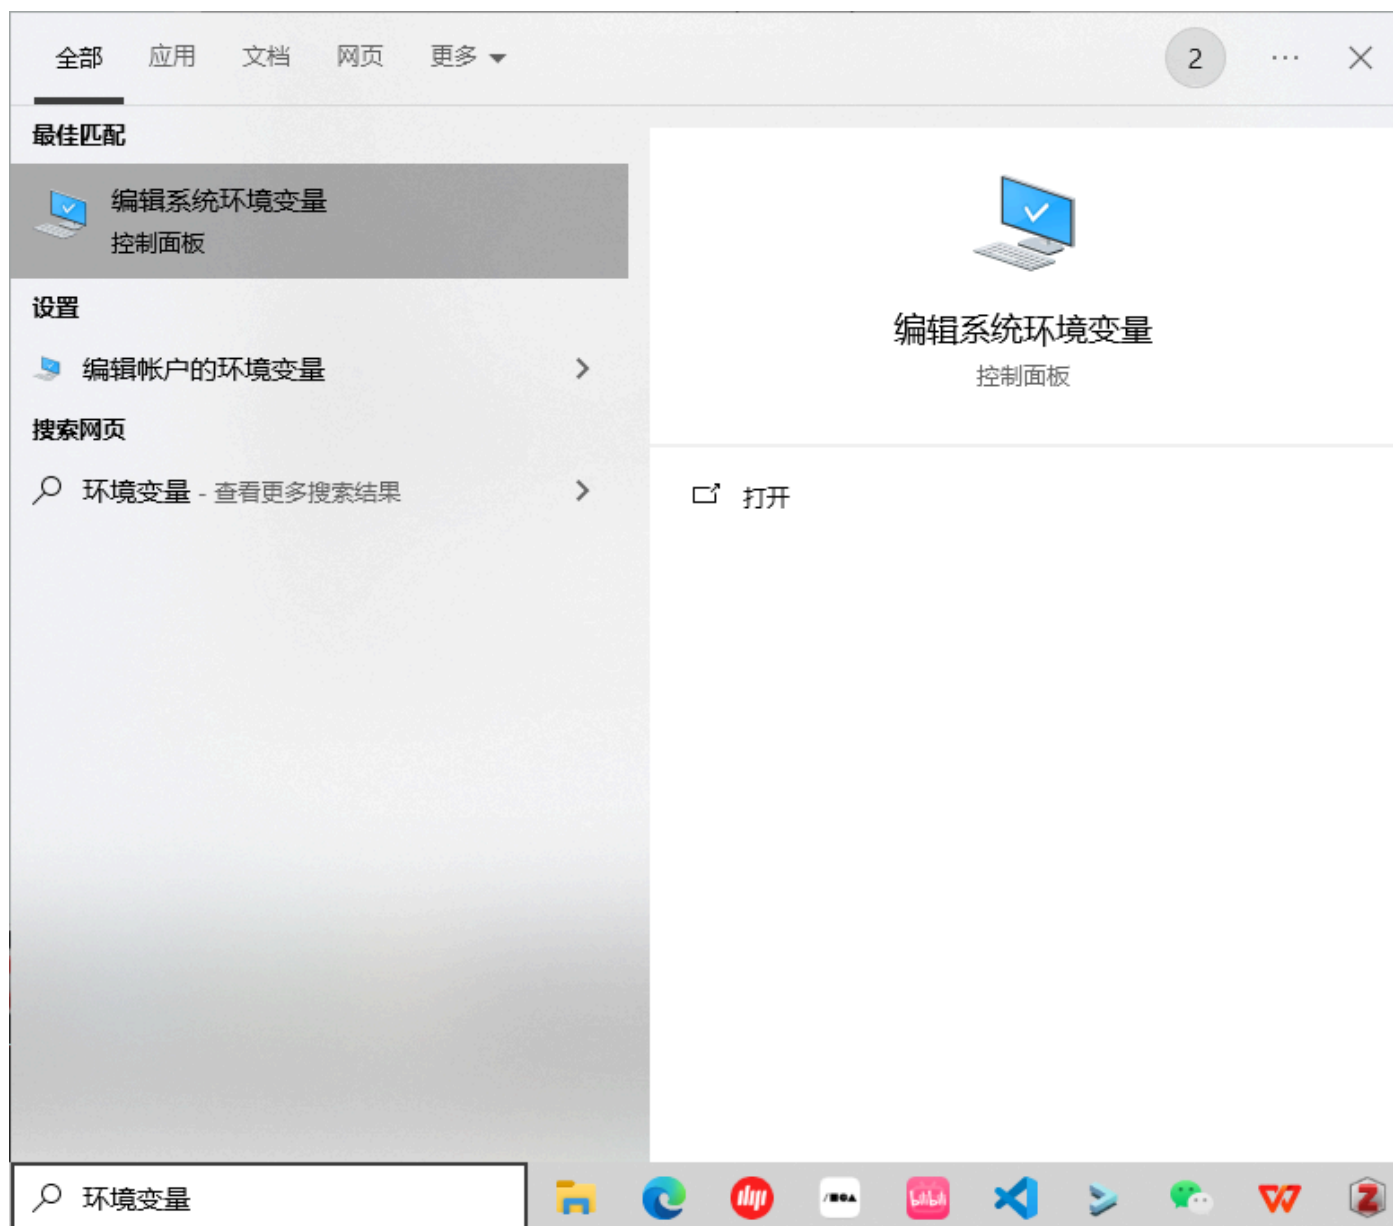 全部 应用 文档 网页 更多 2 ···
最佳匹配
编辑系统环境变量
控制面板
设置
编辑帐户的环境变量
搜索网页
环境变量 - 查看更多搜索结果
编辑系统环境变量
控制面板
打开
环境变量
bilibili